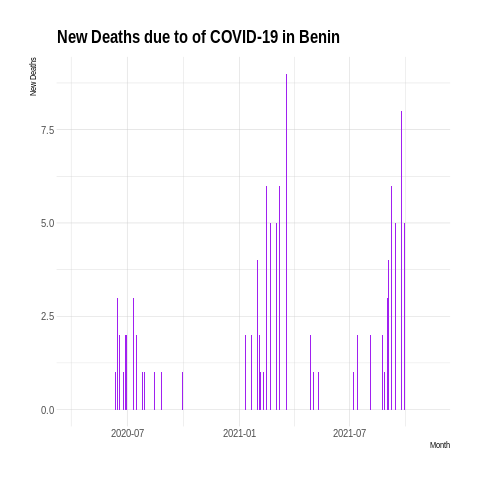 New Deaths due to of COVID-19 in Benin
New Deaths
7.5
5.0
2.5
0.0
2020-07 2021-01 2021-07
Month